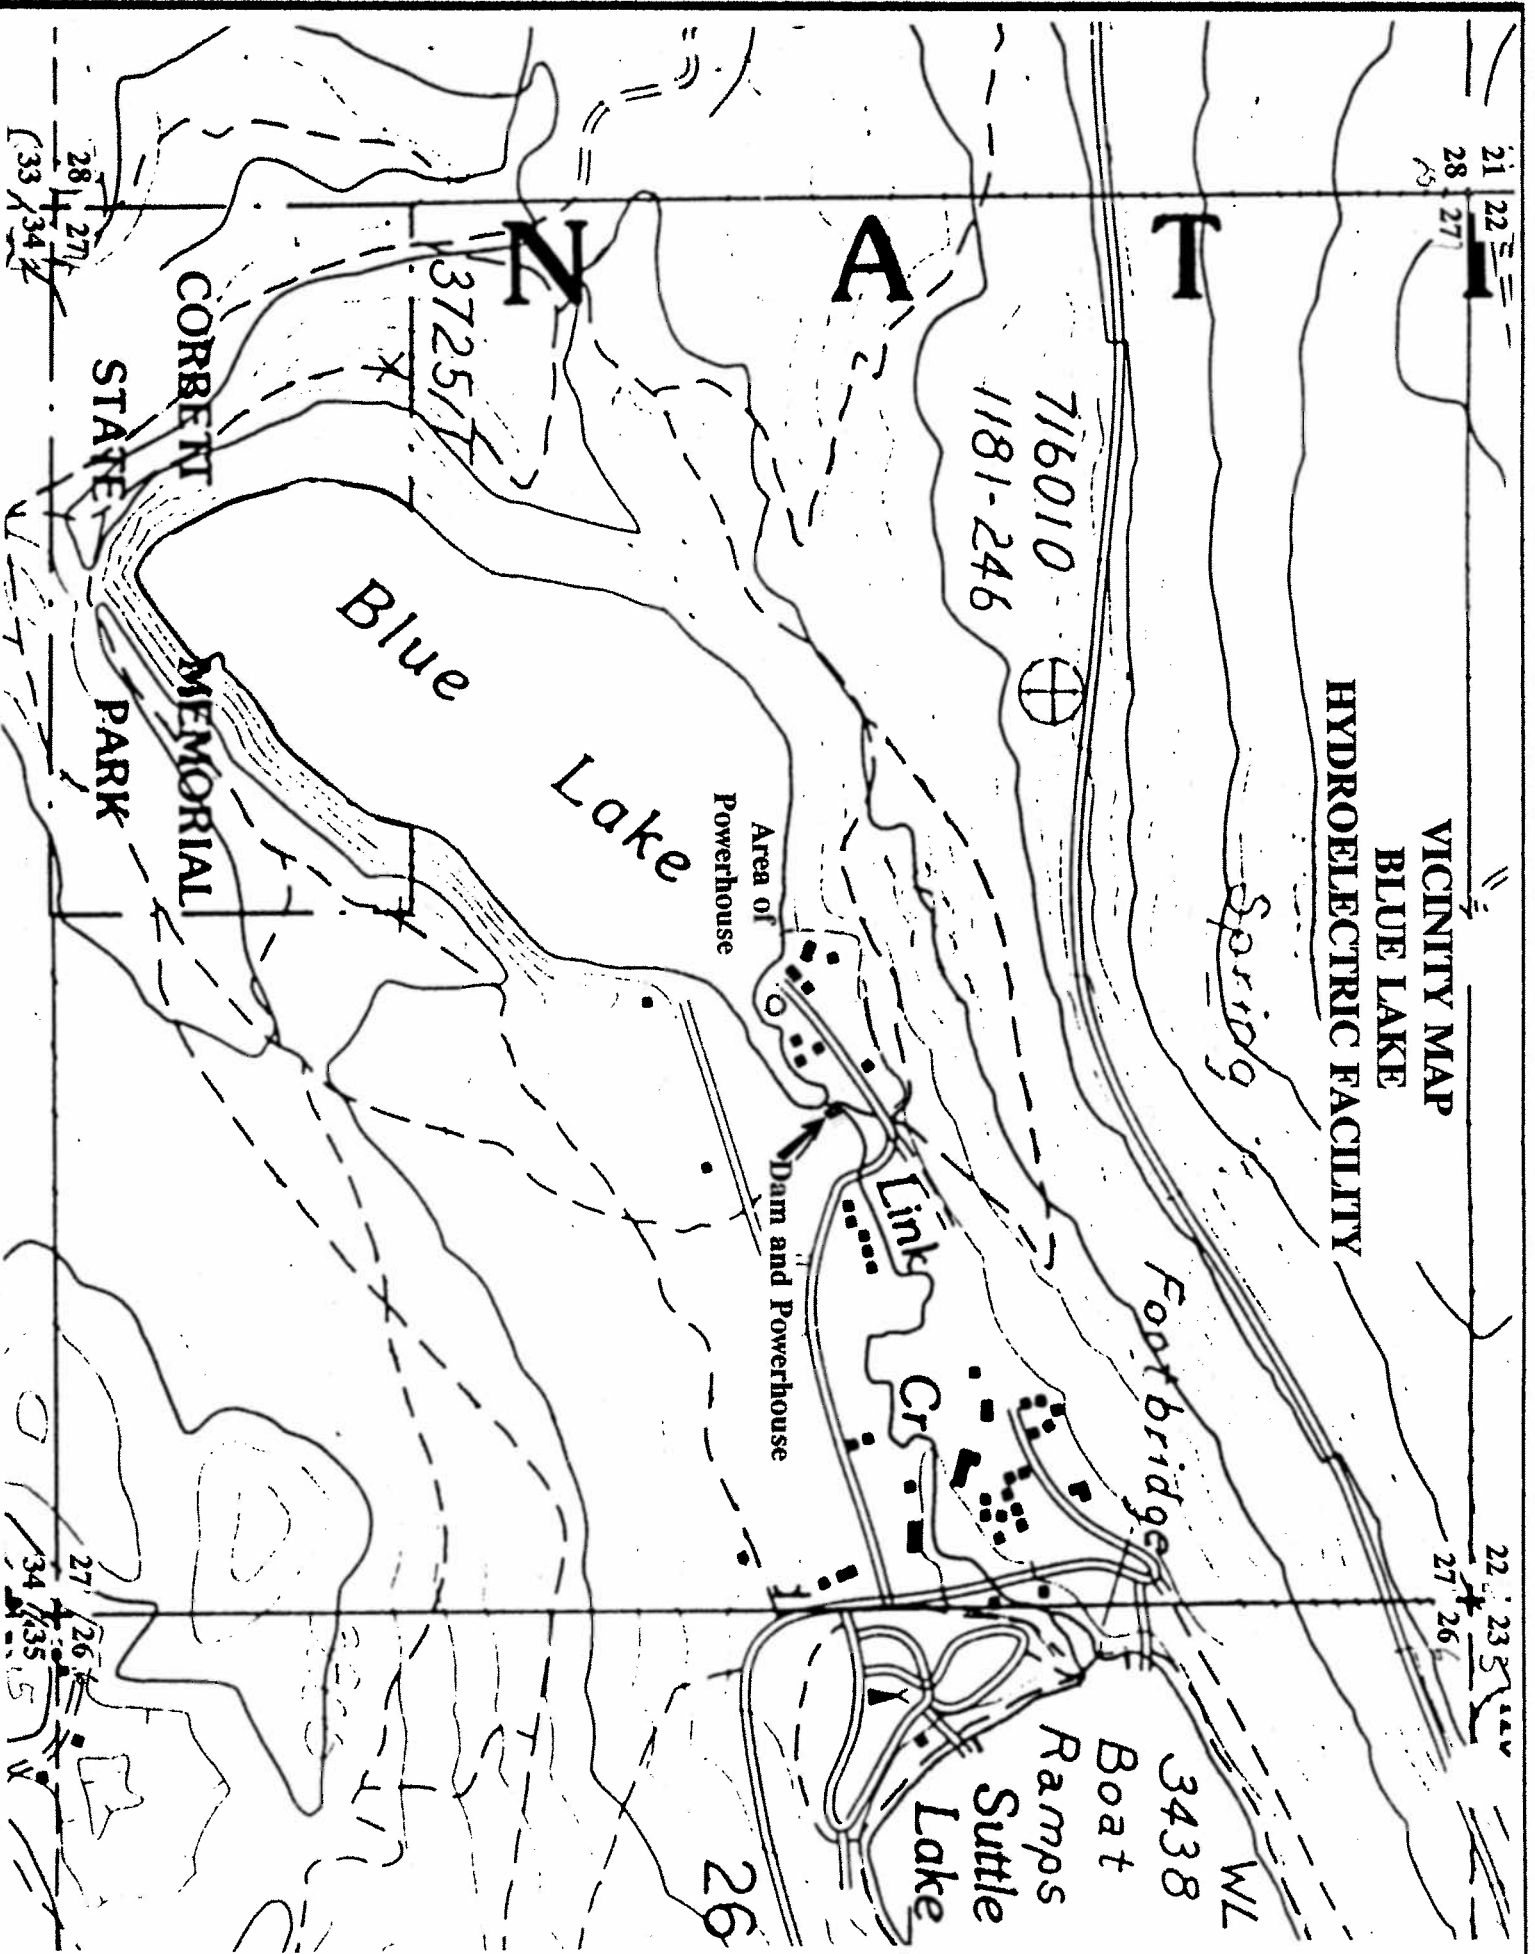 VICINITY MAP
BLUE LAKE
HYDROELECTRIC FACILITY
21 22
28 27
22 23
27 26
N A T I
716010
1181-246
Spring
Footbridge
3725
Blue
Lake
Area of
Powerhouse
Dam and Powerhouse
Link
Cr
WL
3438
Boat
Ramps
Suttle
Lake
26
CORBETT
STATE
MEMORIAL
PARK
28 27
33 34
27 26
34 35